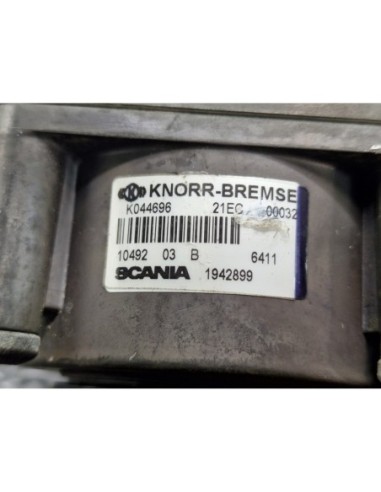 KNORR-BREMSE
K044696 21EC 00032
10492 03 B 6411
SCANIA 1942899